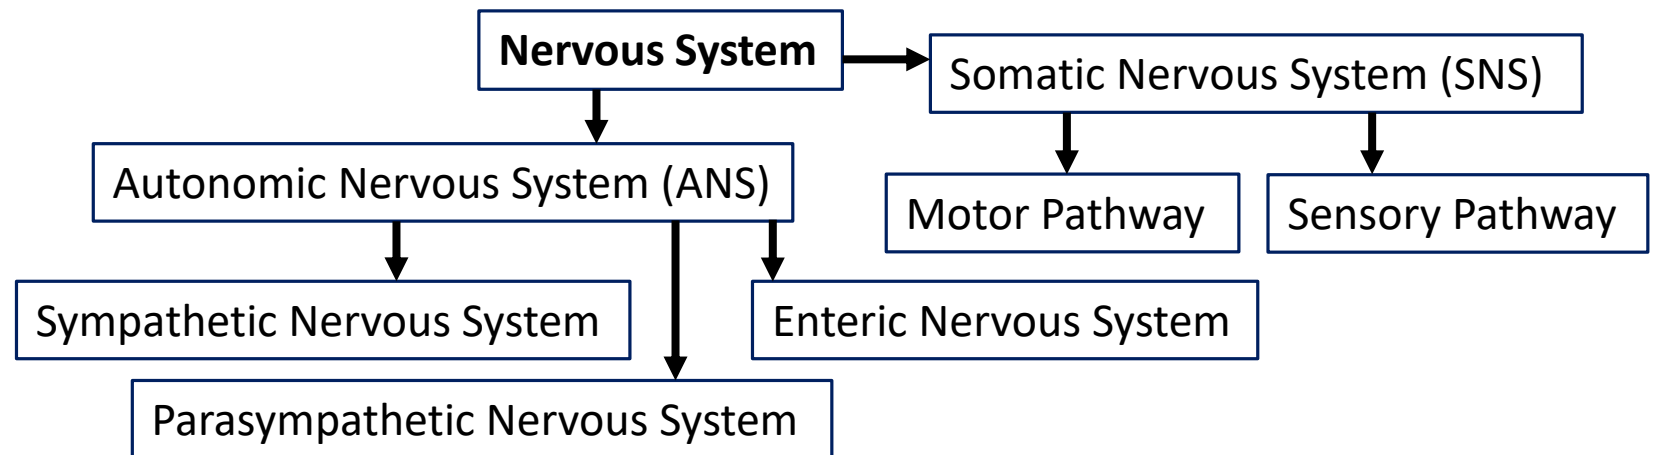 Nervous System
Somatic Nervous System (SNS)
Autonomic Nervous System (ANS)
Motor Pathway
Sensory Pathway
Sympathetic Nervous System
Enteric Nervous System
Parasympathetic Nervous System